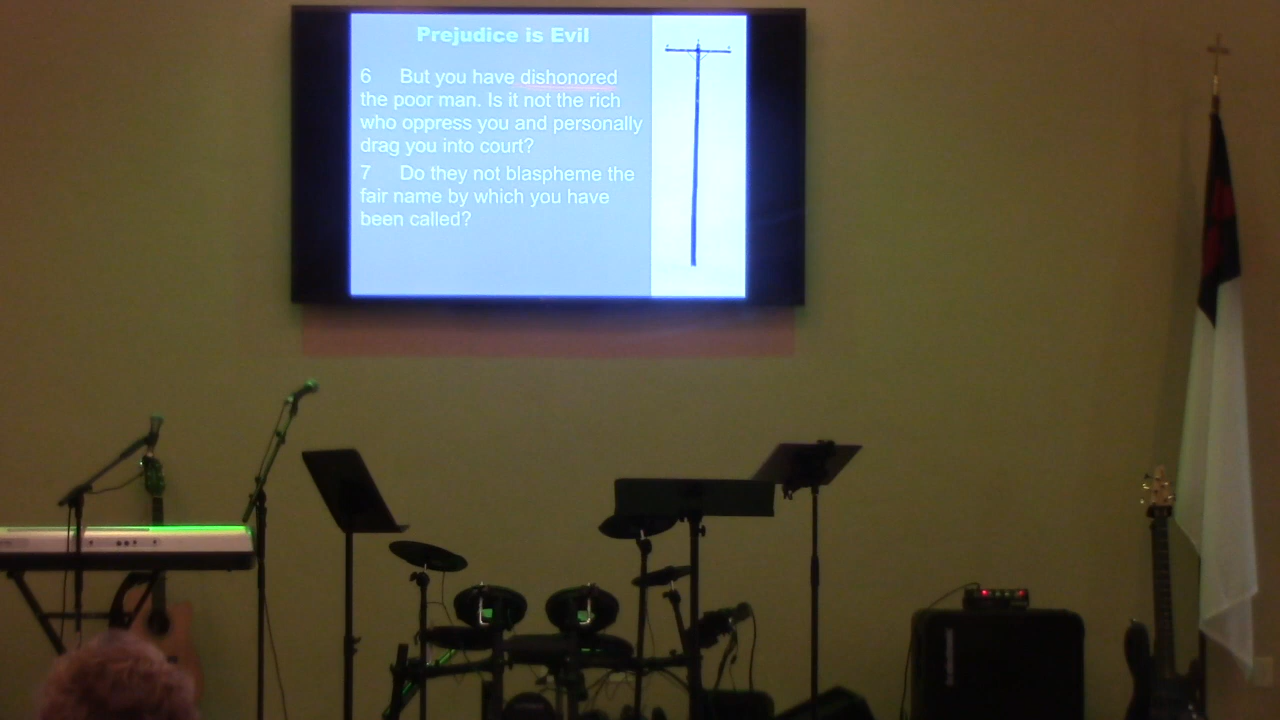 Prejudice is Evil
6 But you have dishonored
the poor man. Is it not the rich
who oppress you and personally
drag you into court?
7 Do they not blaspheme the
fair name by which you have
been called?